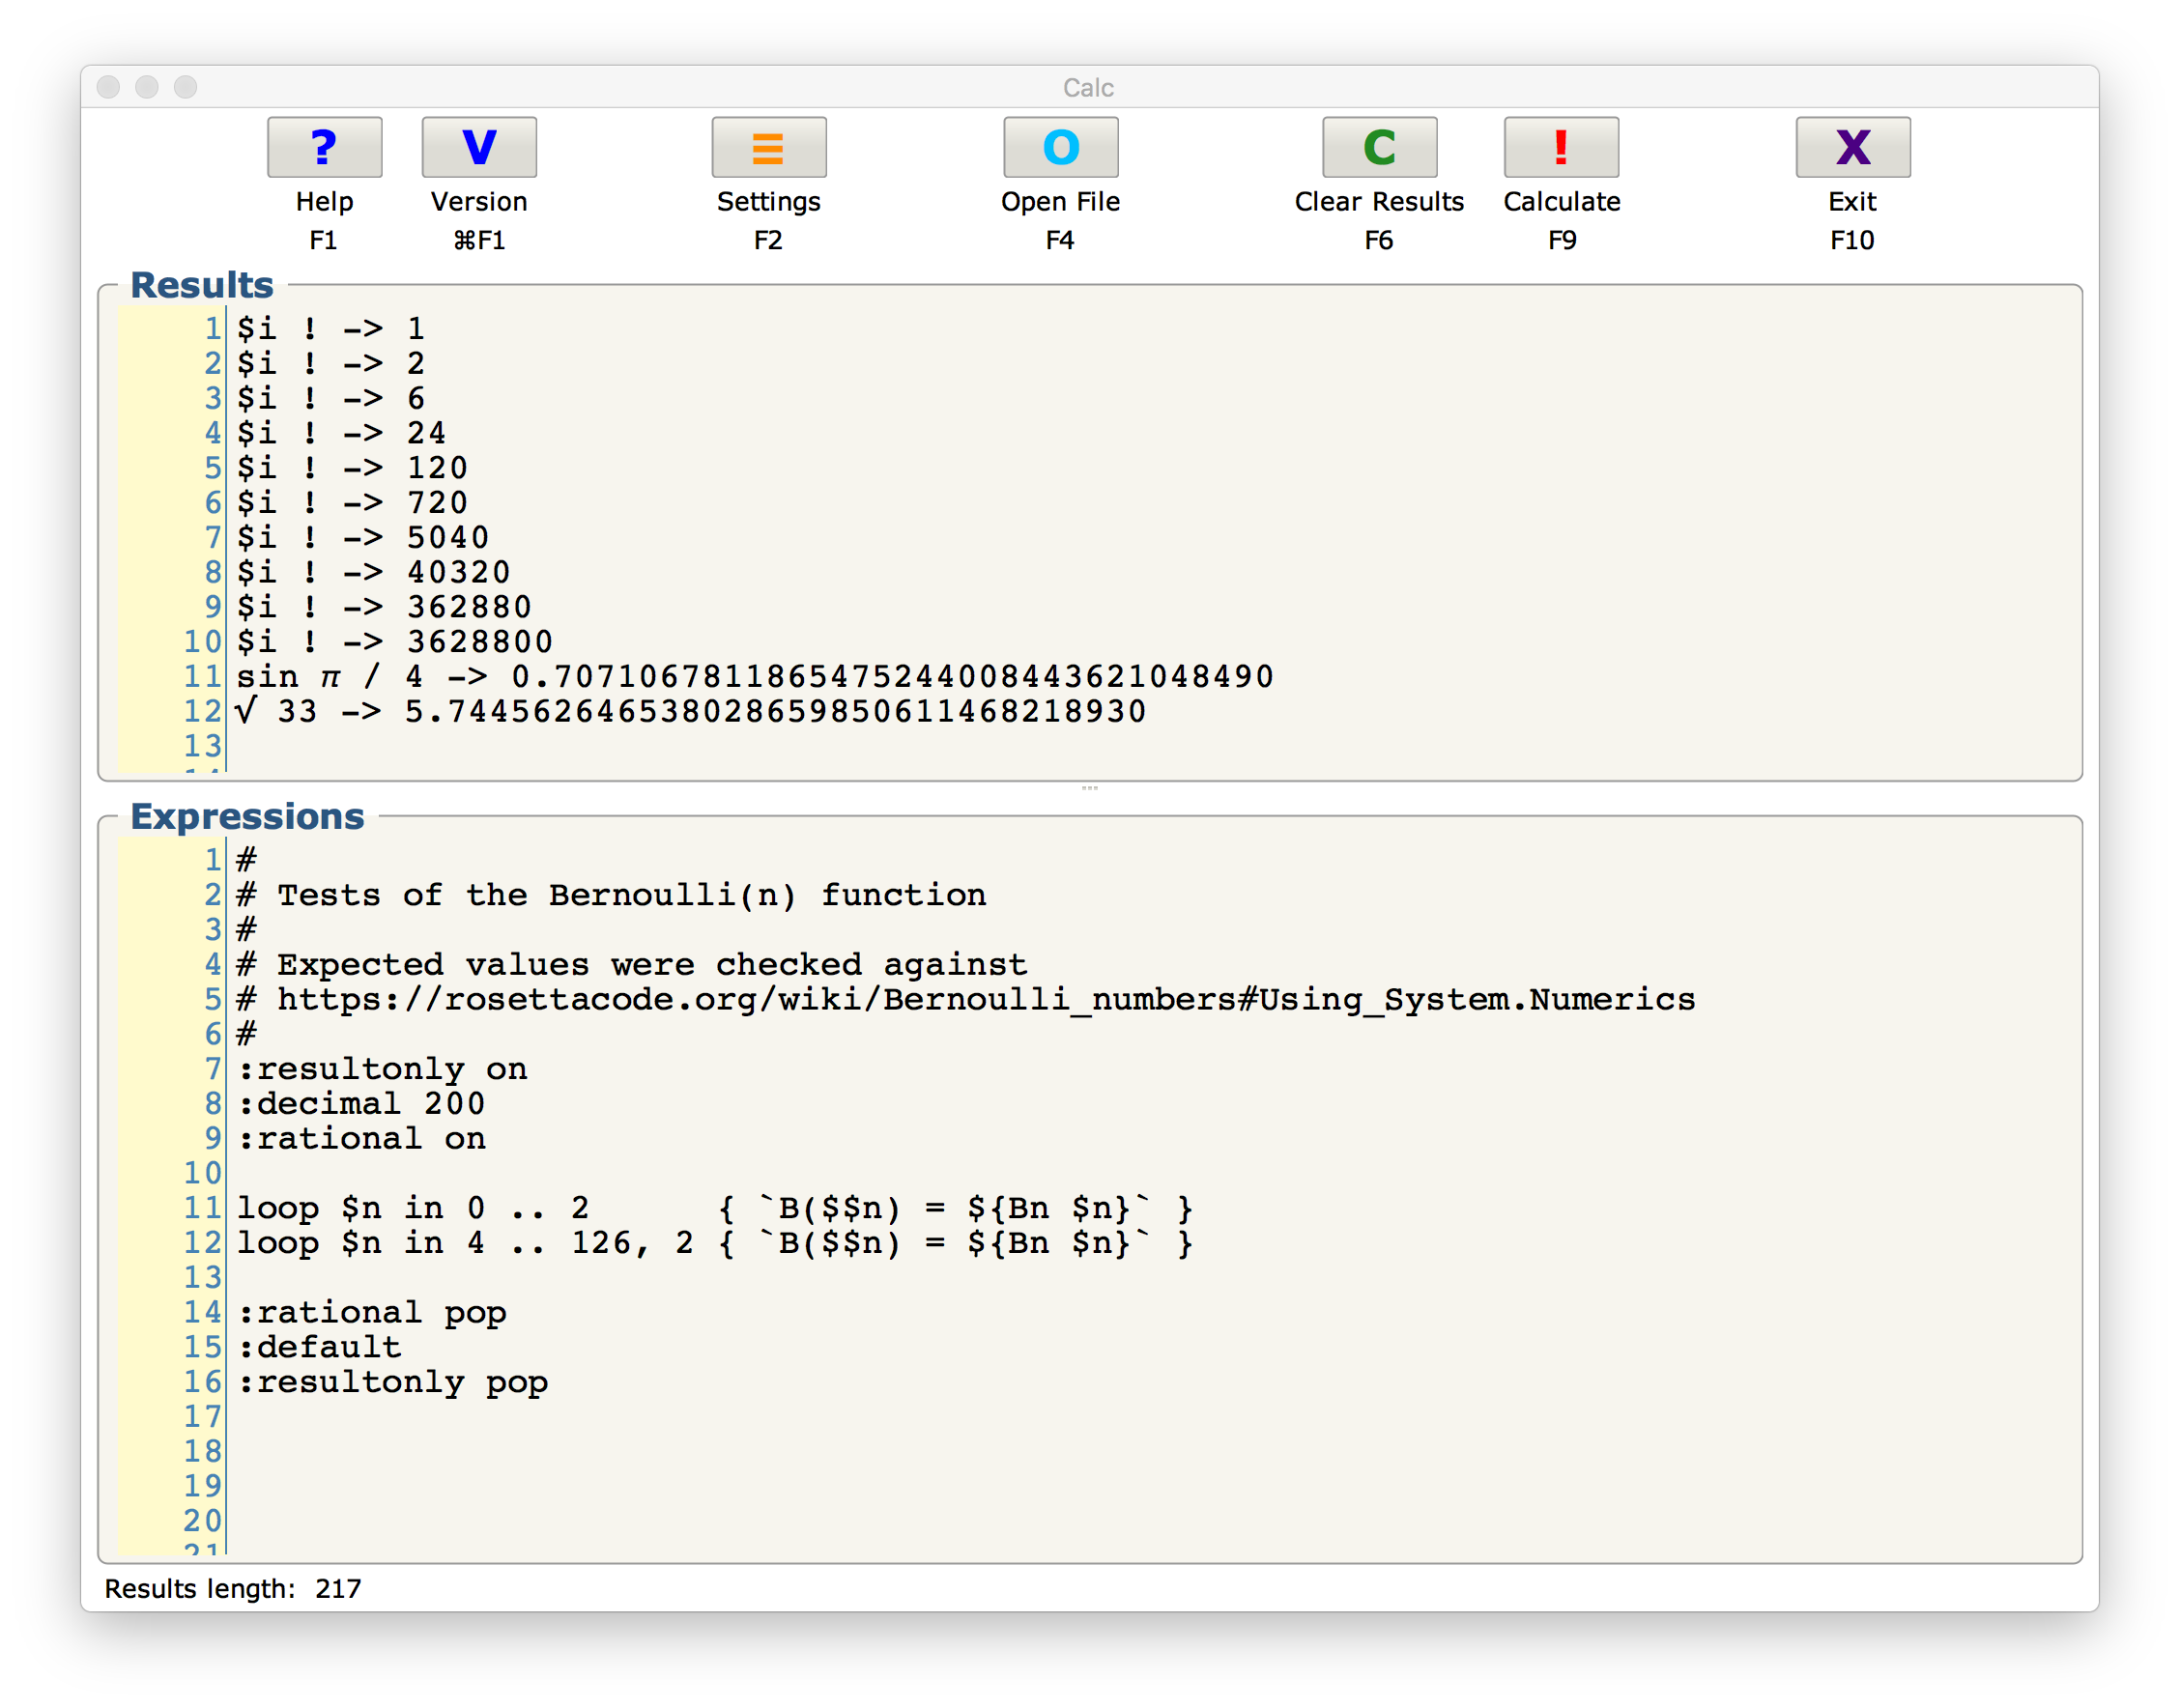 Calc
? V ☰ O C ! X
Help Version Settings Open File Clear Results Calculate Exit
F1 ⌘F1 F2 F4 F6 F9 F10
Results
1 $i ! -> 1
2 $i ! -> 2
3 $i ! -> 6
4 $i ! -> 24
5 $i ! -> 120
6 $i ! -> 720
7 $i ! -> 5040
8 $i ! -> 40320
9 $i ! -> 362880
10 $i ! -> 3628800
11 sin π / 4 -> 0.707106781186547524400844362104849​0
12 √ 33 -> 5.744562646538028659850611468218930
13
14
Expressions
1 #
2 # Tests of the Bernoulli(n) function
3 #
4 # Expected values were checked against
5 # https://rosettacode.org/wiki/Bernoulli_numbers#Using_System.Numerics
6 #
7 :resultonly on
8 :decimal 200
9 :rational on
10
11 loop $n in 0 .. 2      { `B($$n) = ${Bn $n}` }
12 loop $n in 4 .. 126, 2 { `B($$n) = ${Bn $n}` }
13
14 :rational pop
15 :default
16 :resultonly pop
17
18
19
20
21
Results length: 217